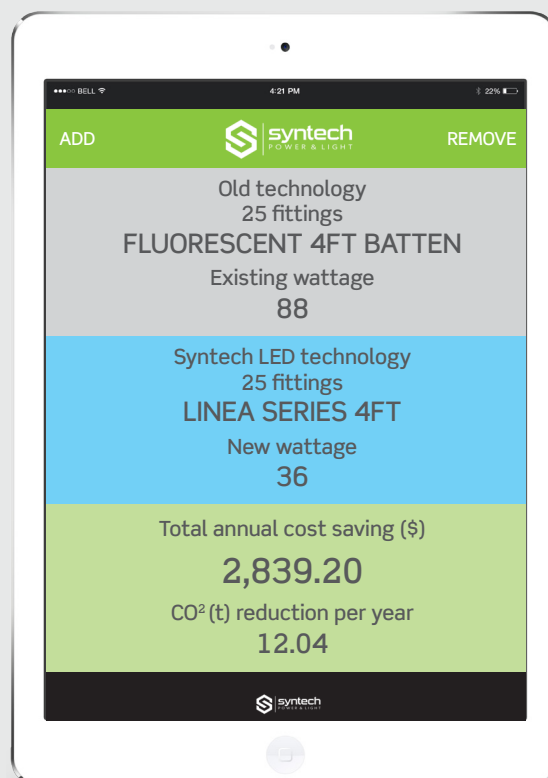 BELL
4:21 PM
22%
ADD
syntech
POWER & LIGHT
REMOVE
Old technology
25 fittings
FLUORESCENT 4FT BATTEN
Existing wattage
88
Syntech LED technology
25 fittings
LINEA SERIES 4FT
New wattage
36
Total annual cost saving ($)
2,839.20
CO² (t) reduction per year
12.04
syntech
POWER & LIGHT